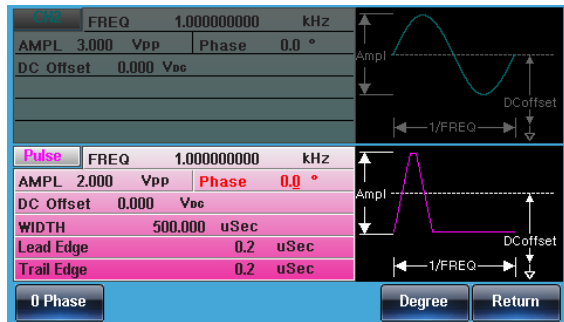 CH2 FREQ 1.000000000 kHz
AMPL 3.000 Vpp Phase 0.0 °
DC Offset 0.000 VDC
Ampl
DCoffset
1/FREQ
Pulse FREQ 1.000000000 kHz
AMPL 2.000 Vpp Phase 0.0 °
DC Offset 0.000 VDC
WIDTH 500.000 uSec
Lead Edge 0.2 uSec
Trail Edge 0.2 uSec
Ampl
DCoffset
1/FREQ
0 Phase Degree Return